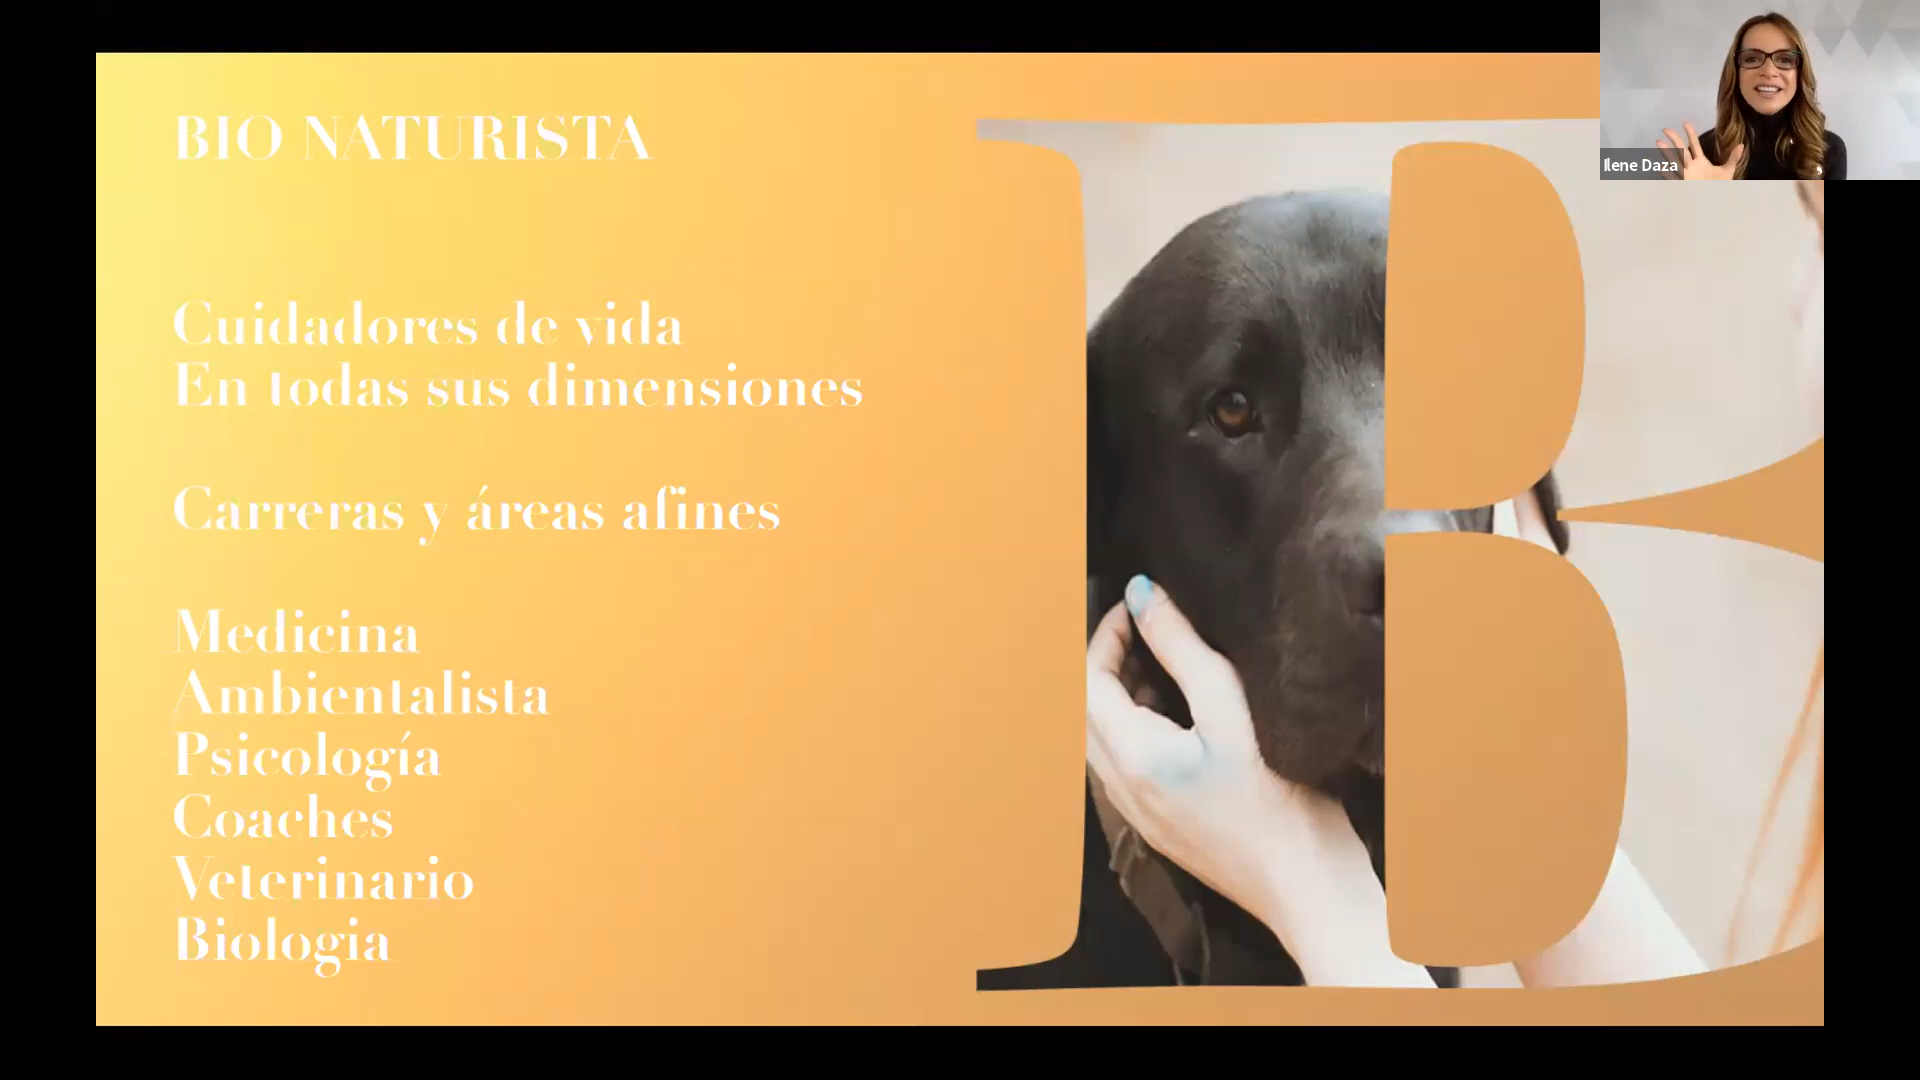 BIO NATURISTA
Cuidadores de vida
En todas sus dimensiones
Carreras y áreas afines
Medicina
Ambientalista
Psicología
Coaches
Veterinario
Biologia
B
Ilene Daza